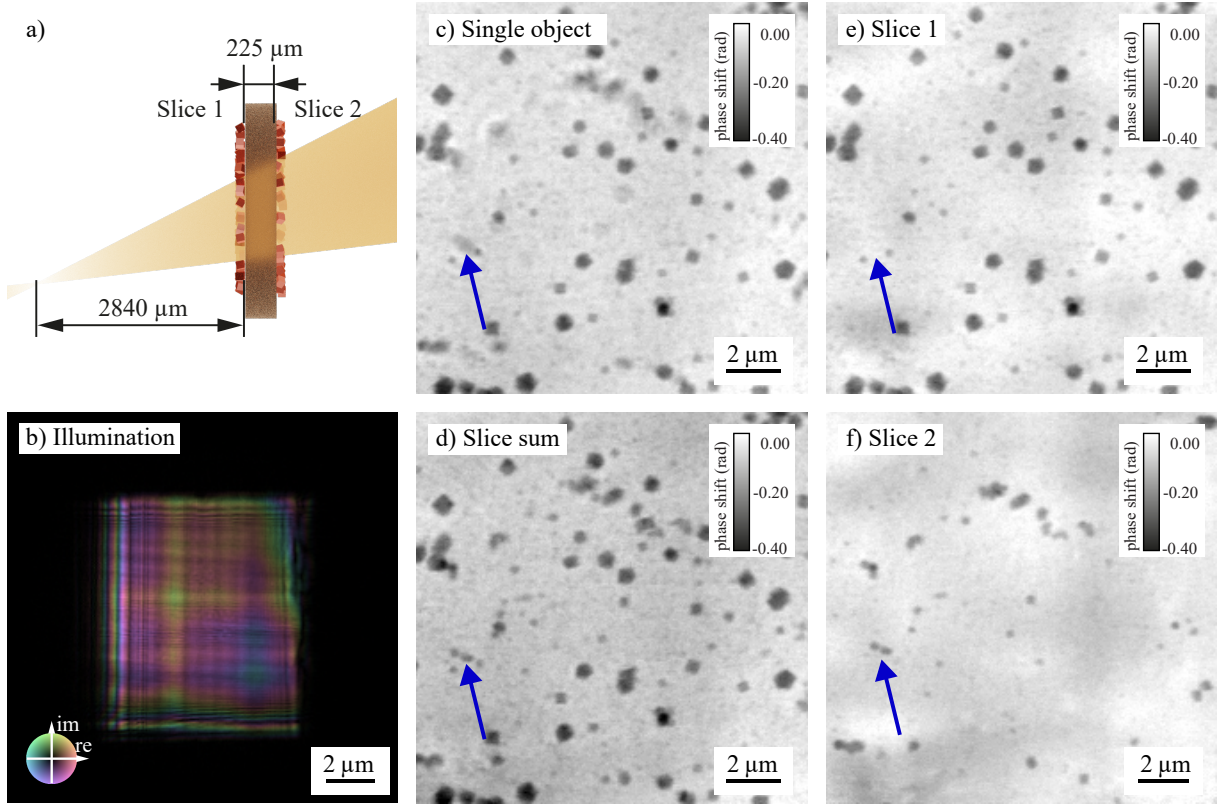 a)
225 µm
Slice 1
Slice 2
2840 µm
b) Illumination
im
re
2 µm
c) Single object
phase shift (rad)
0.00
-0.20
-0.40
2 µm
d) Slice sum
phase shift (rad)
0.00
-0.20
-0.40
2 µm
e) Slice 1
phase shift (rad)
0.00
-0.20
-0.40
2 µm
f) Slice 2
phase shift (rad)
0.00
-0.20
-0.40
2 µm